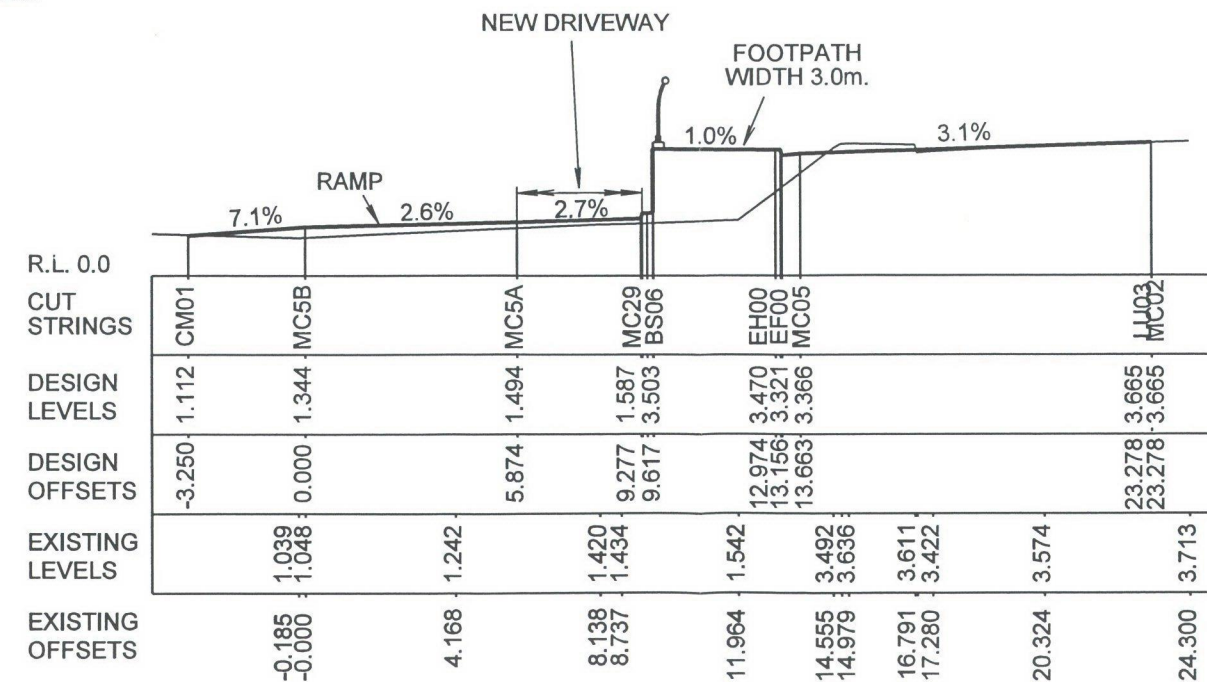 NEW DRIVEWAY
FOOTPATH
WIDTH 3.0m.
1.0%
3.1%
RAMP
7.1%
2.6%
2.7%
R.L. 0.0
CUT
STRINGS
CM01
MC5B
MC5A
MC29
BS06
EH00
EF00
MC05
LU03
MC02
DESIGN
LEVELS
1.112
1.344
1.494
1.587
3.503
3.470
3.321
3.366
3.665
3.665
DESIGN
OFFSETS
-3.250
0.000
5.874
9.277
9.617
12.974
13.156
13.663
23.278
23.278
EXISTING
LEVELS
1.039
1.048
1.242
1.420
1.434
1.542
3.492
3.636
3.611
3.422
3.574
3.713
EXISTING
OFFSETS
-0.185
-0.000
4.168
8.138
8.737
11.964
14.555
14.979
16.791
17.280
20.324
24.300